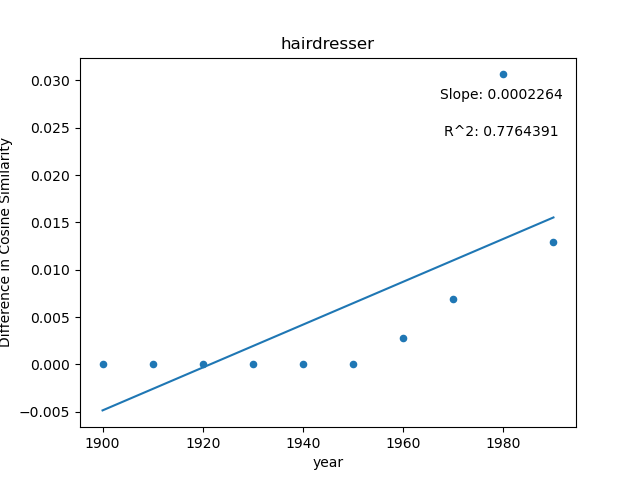 hairdresser
Slope: 0.0002264
R^2: 0.7764391
Difference in Cosine Similarity
0.030
0.025
0.020
0.015
0.010
0.005
0.000
−0.005
1900
1920
1940
1960
1980
year